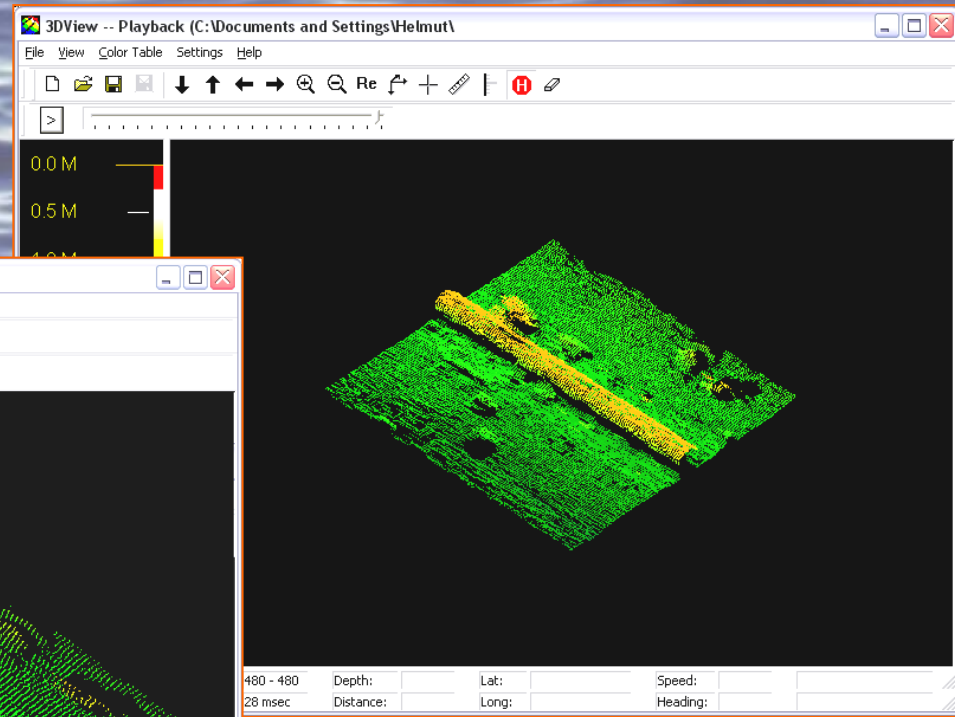 3DView -- Playback (C:\Documents and Settings\Helmut\
File View Color Table Settings Help
Re H
>
0.0 M
0.5 M
480 - 480 Depth: Lat: Speed:
28 msec Distance: Long: Heading: